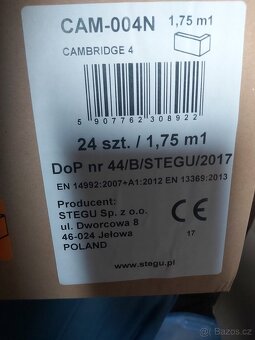 CAM-004N 1,75 m1
CAMBRIDGE 4
5 907762 308922
24 szt. / 1,75 m1
DoP nr 44/B/STEGU/2017
EN 14992:2007+A1:2012 EN 13369:2013
Producent:
STEGU Sp. z o.o.
ul. Dworcowa 8
46-024 Jełowa 17
POLAND
www.stegu.pl
bazoš.cz